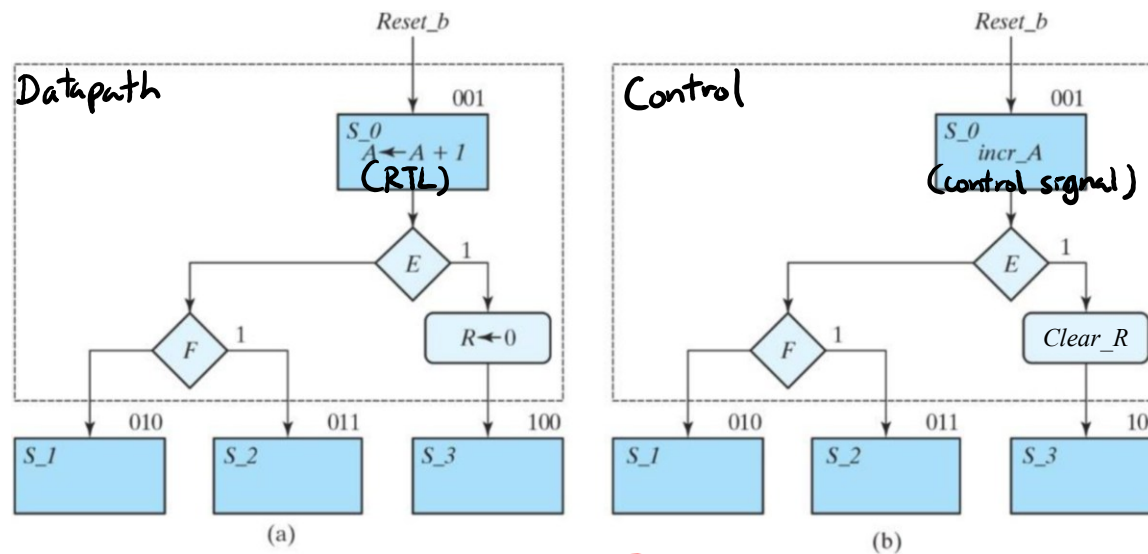 Reset_b
Datapath
001
S_0
A ← A + 1
(RTL)
E
1
F
1
R ← 0
010
S_1
011
S_2
100
S_3
(a)
Reset_b
Control
001
S_0
incr_A
(control signal)
E
1
F
1
Clear_R
010
S_1
011
S_2
10
S_3
(b)